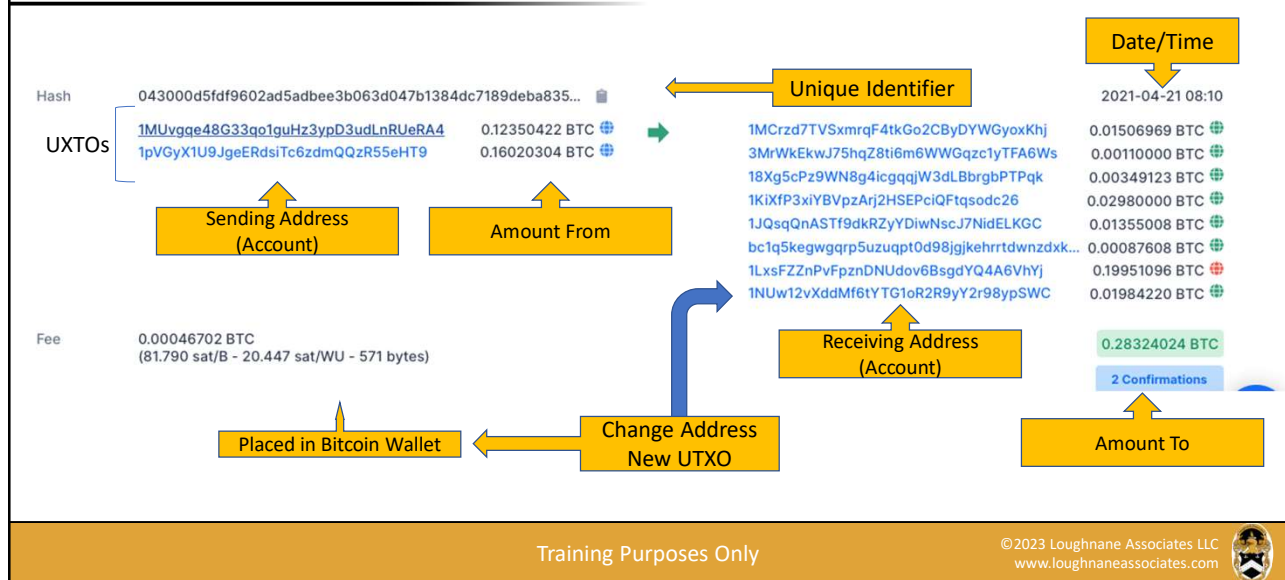 Date/Time
Unique Identifier
Hash
043000d5fdf9602ad5adbee3b063d047b1384dc7189deba835...
2021-04-21 08:10
UXTOs
1MUvgqe48G33qo1guHz3ypD3udLnRUeRA4 0.12350422 BTC
1pVGyX1U9JgeERdsiTc6zdmQQzR55eHT9 0.16020304 BTC
Sending Address
(Account)
Amount From
1MCrzd7TVSxmrqF4tkGo2CByDYWGyoxKhj 0.01506969 BTC
3MrWkEkwJ75hqZ8ti6m6WWGqzc1yTFA6Ws 0.00110000 BTC
18Xg5cPz9WN8g4icgqqjW3dLBbrgbPTPqk 0.00349123 BTC
1KiXfP3xiYBVpzArj2HSEPciQFtqsodc26 0.02980000 BTC
1JQsqQnASTf9dkRZyYDiwNscJ7NidELKGC 0.01355008 BTC
bc1q5kegwgqrp5uzuqpt0d98jgjkehrrtdwnzdxk... 0.00087608 BTC
1LxsFZZnPvFpznDNUdov6BsgdYQ4A6VhYj 0.19951096 BTC
1NUw12vXddMf6tYTG1oR2R9yY2r98ypSWC 0.01984220 BTC
Receiving Address
(Account)
Fee
0.00046702 BTC
(81.790 sat/B - 20.447 sat/WU - 571 bytes)
0.28324024 BTC
2 Confirmations
Placed in Bitcoin Wallet
Change Address
New UTXO
Amount To
Training Purposes Only
©2023 Loughnane Associates LLC
www.loughnaneassociates.com